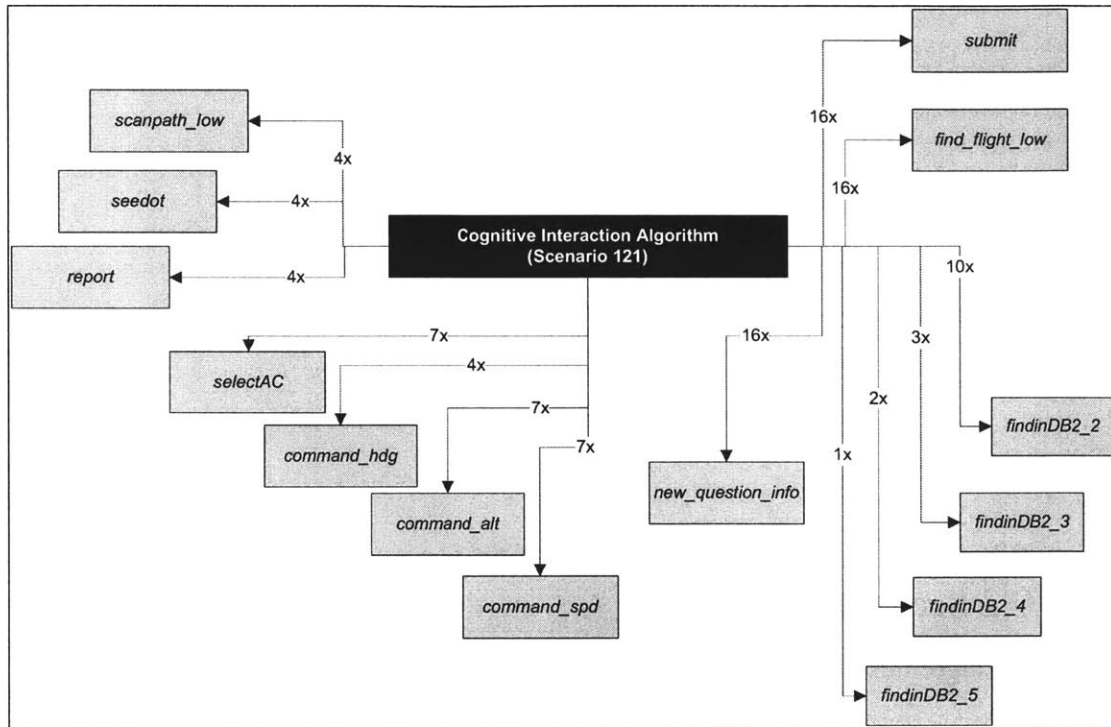 submit
16x
scanpath_low
find_flight_low
4x
16x
seedot
4x
Cognitive Interaction Algorithm
(Scenario 121)
report
4x
10x
7x
16x
3x
selectAC
4x
2x
7x
findinDB2_2
command_hdg
7x
1x
new_question_info
command_alt
findinDB2_3
command_spd
findinDB2_4
findinDB2_5